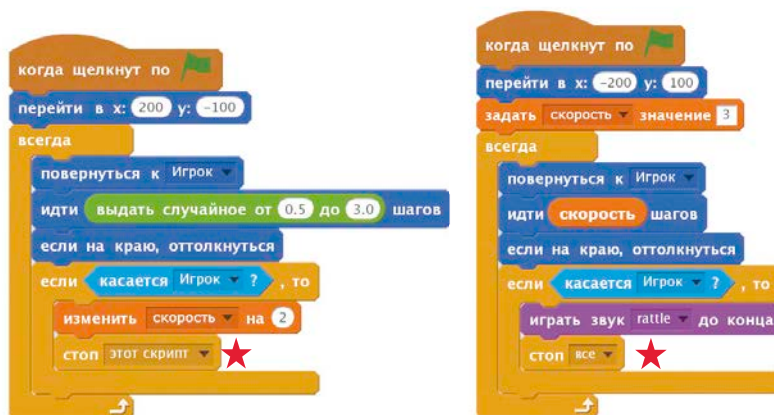 когда щелкнут по
перейти в x: 200 y: -100
всегда
повернуться к Игрок
идти выдать случайное от 0.5 до 3.0 шагов
если на краю, оттолкнуться
если касается Игрок ? , то
изменить скорость на 2
стоп этот скрипт
когда щелкнут по
перейти в x: -200 y: 100
задать скорость значение 3
всегда
повернуться к Игрок
идти скорость шагов
если на краю, оттолкнуться
если касается Игрок ? , то
играть звук rattle до конца
стоп все